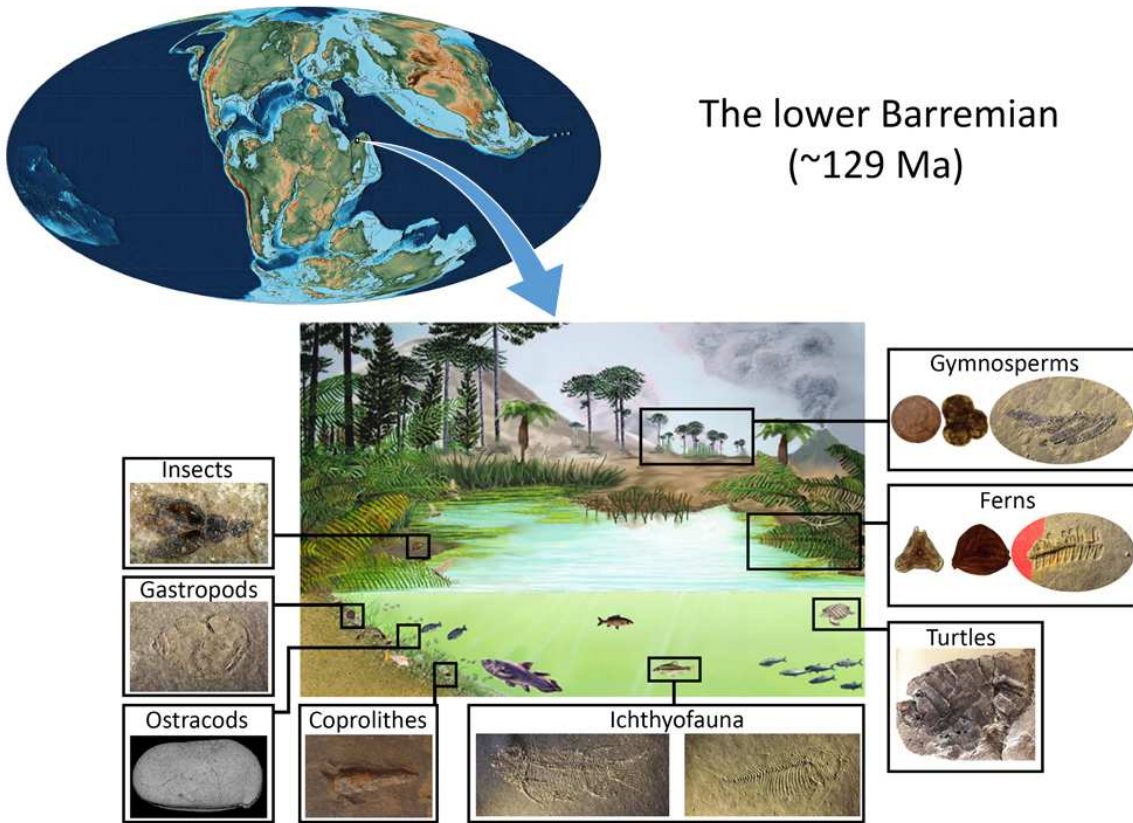 The lower Barremian
(~129 Ma)
Gymnosperms
Insects
Ferns
Gastropods
Turtles
Ostracods
Coprolithes
Ichthyofauna